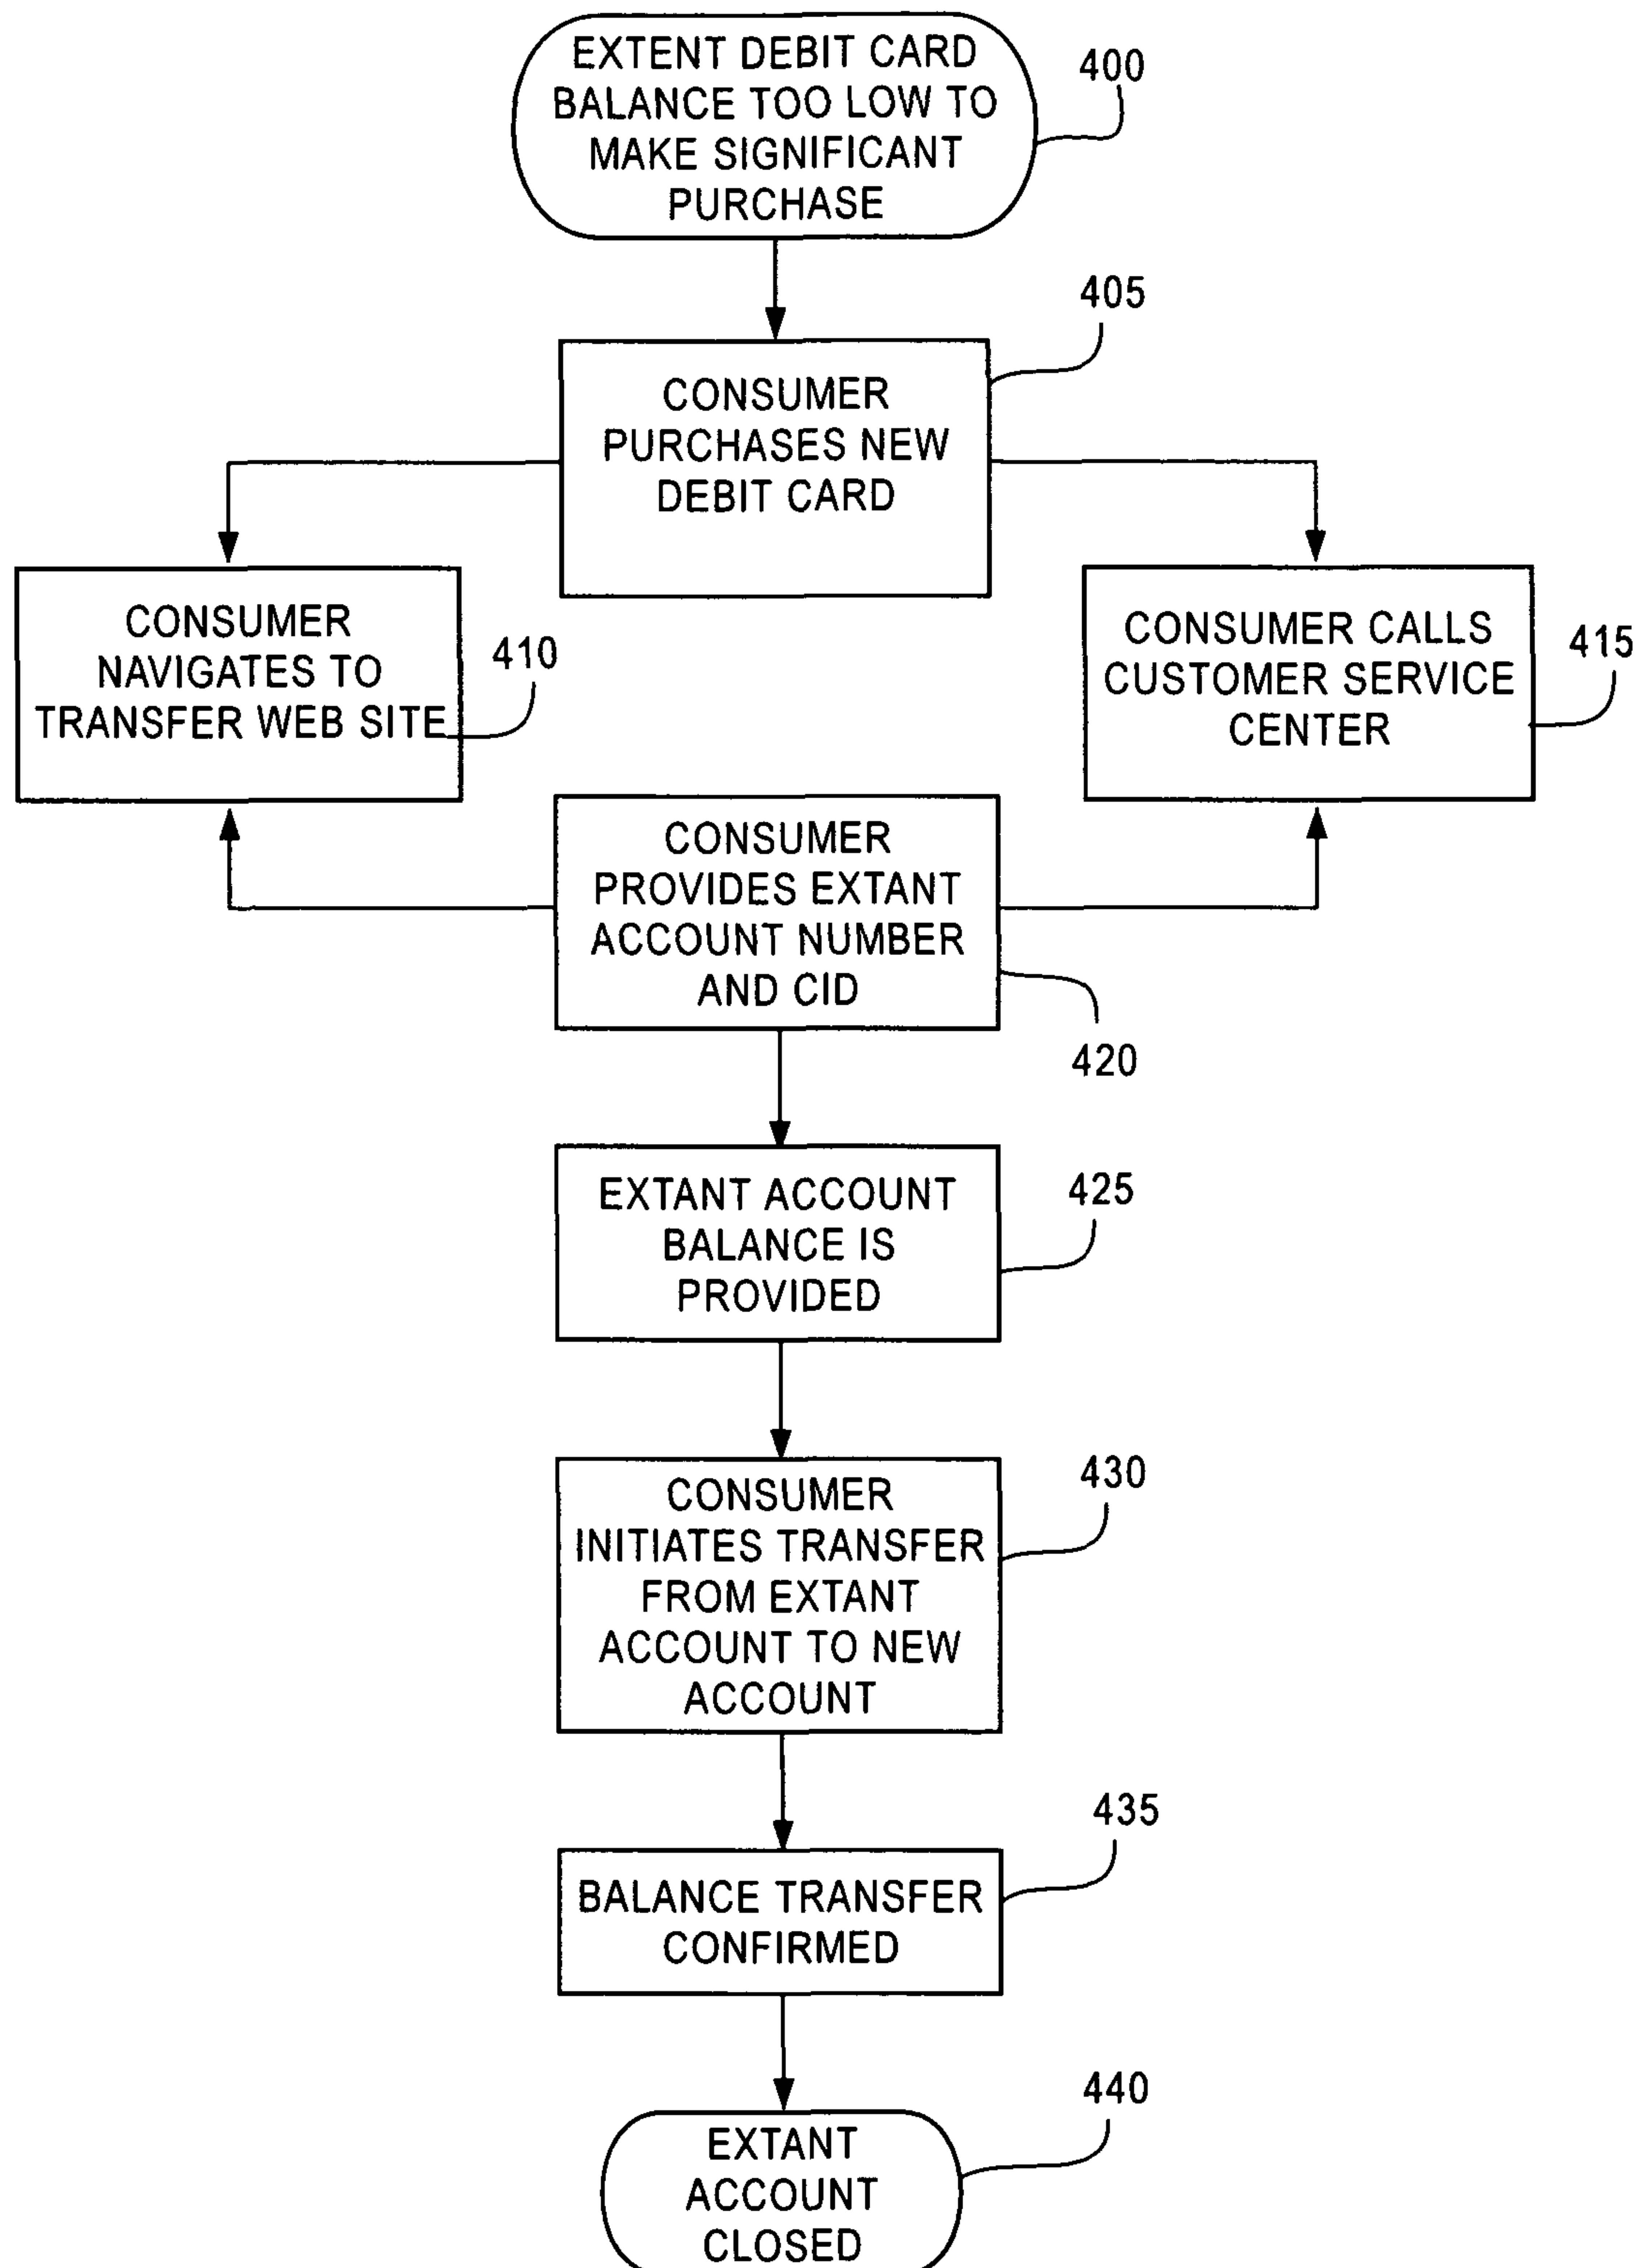 EXTENT DEBIT CARD
BALANCE TOO LOW TO
MAKE SIGNIFICANT
PURCHASE
400
405
CONSUMER
PURCHASES NEW
DEBIT CARD
CONSUMER
NAVIGATES TO
TRANSFER WEB SITE
410
CONSUMER CALLS
CUSTOMER SERVICE
CENTER
415
CONSUMER
PROVIDES EXTANT
ACCOUNT NUMBER
AND CID
420
EXTANT ACCOUNT
BALANCE IS
PROVIDED
425
CONSUMER
INITIATES TRANSFER
FROM EXTANT
ACCOUNT TO NEW
ACCOUNT
430
435
BALANCE TRANSFER
CONFIRMED
440
EXTANT
ACCOUNT
CLOSED